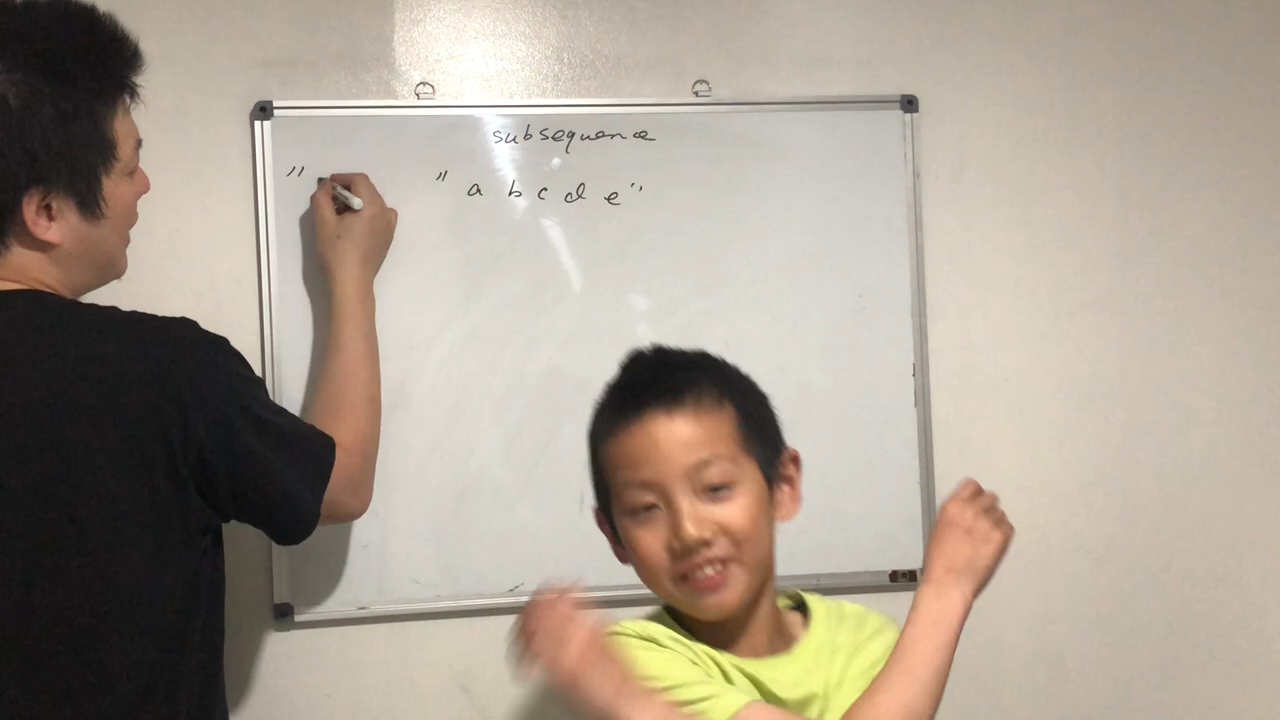 subsequence
" " a b c d e"